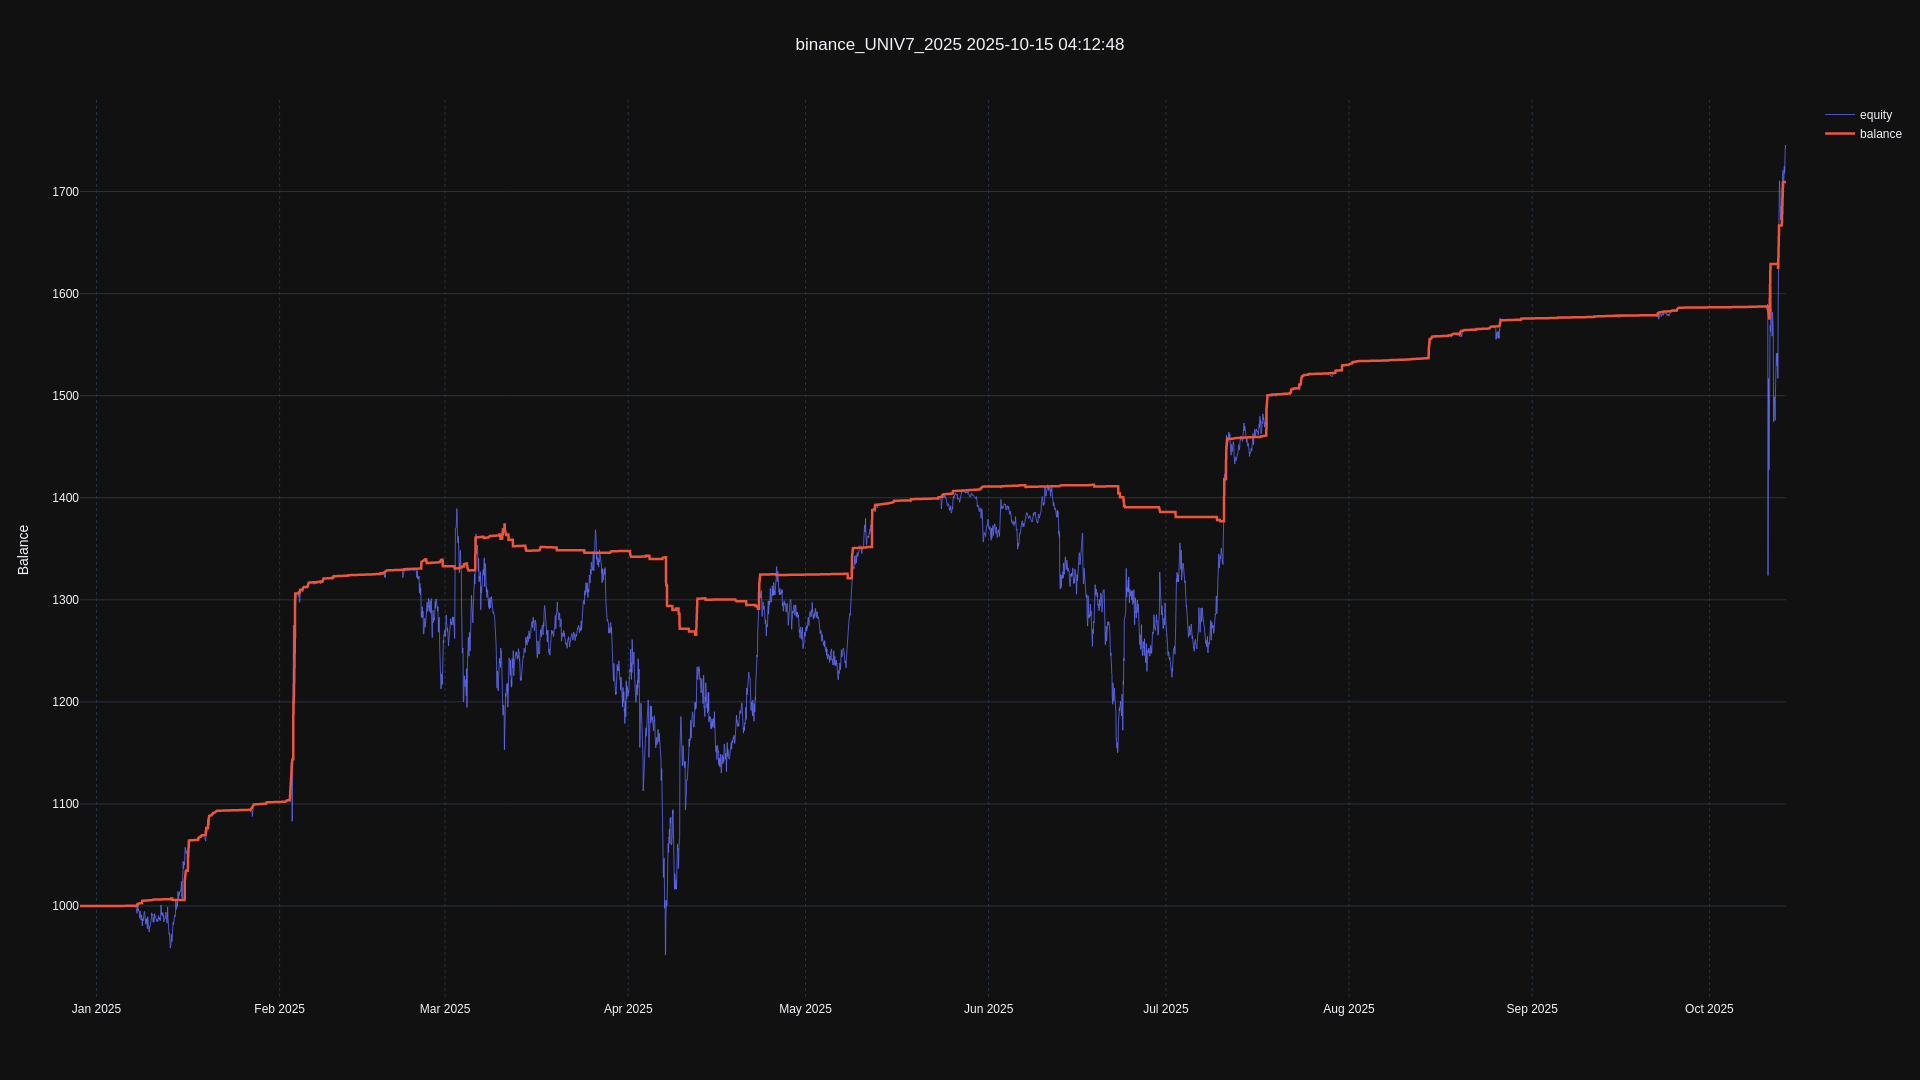 binance_UNIV7_2025 2025-10-15 04:12:48
equity
balance
Balance
1700
1600
1500
1400
1300
1200
1100
1000
Jan 2025
Feb 2025
Mar 2025
Apr 2025
May 2025
Jun 2025
Jul 2025
Aug 2025
Sep 2025
Oct 2025